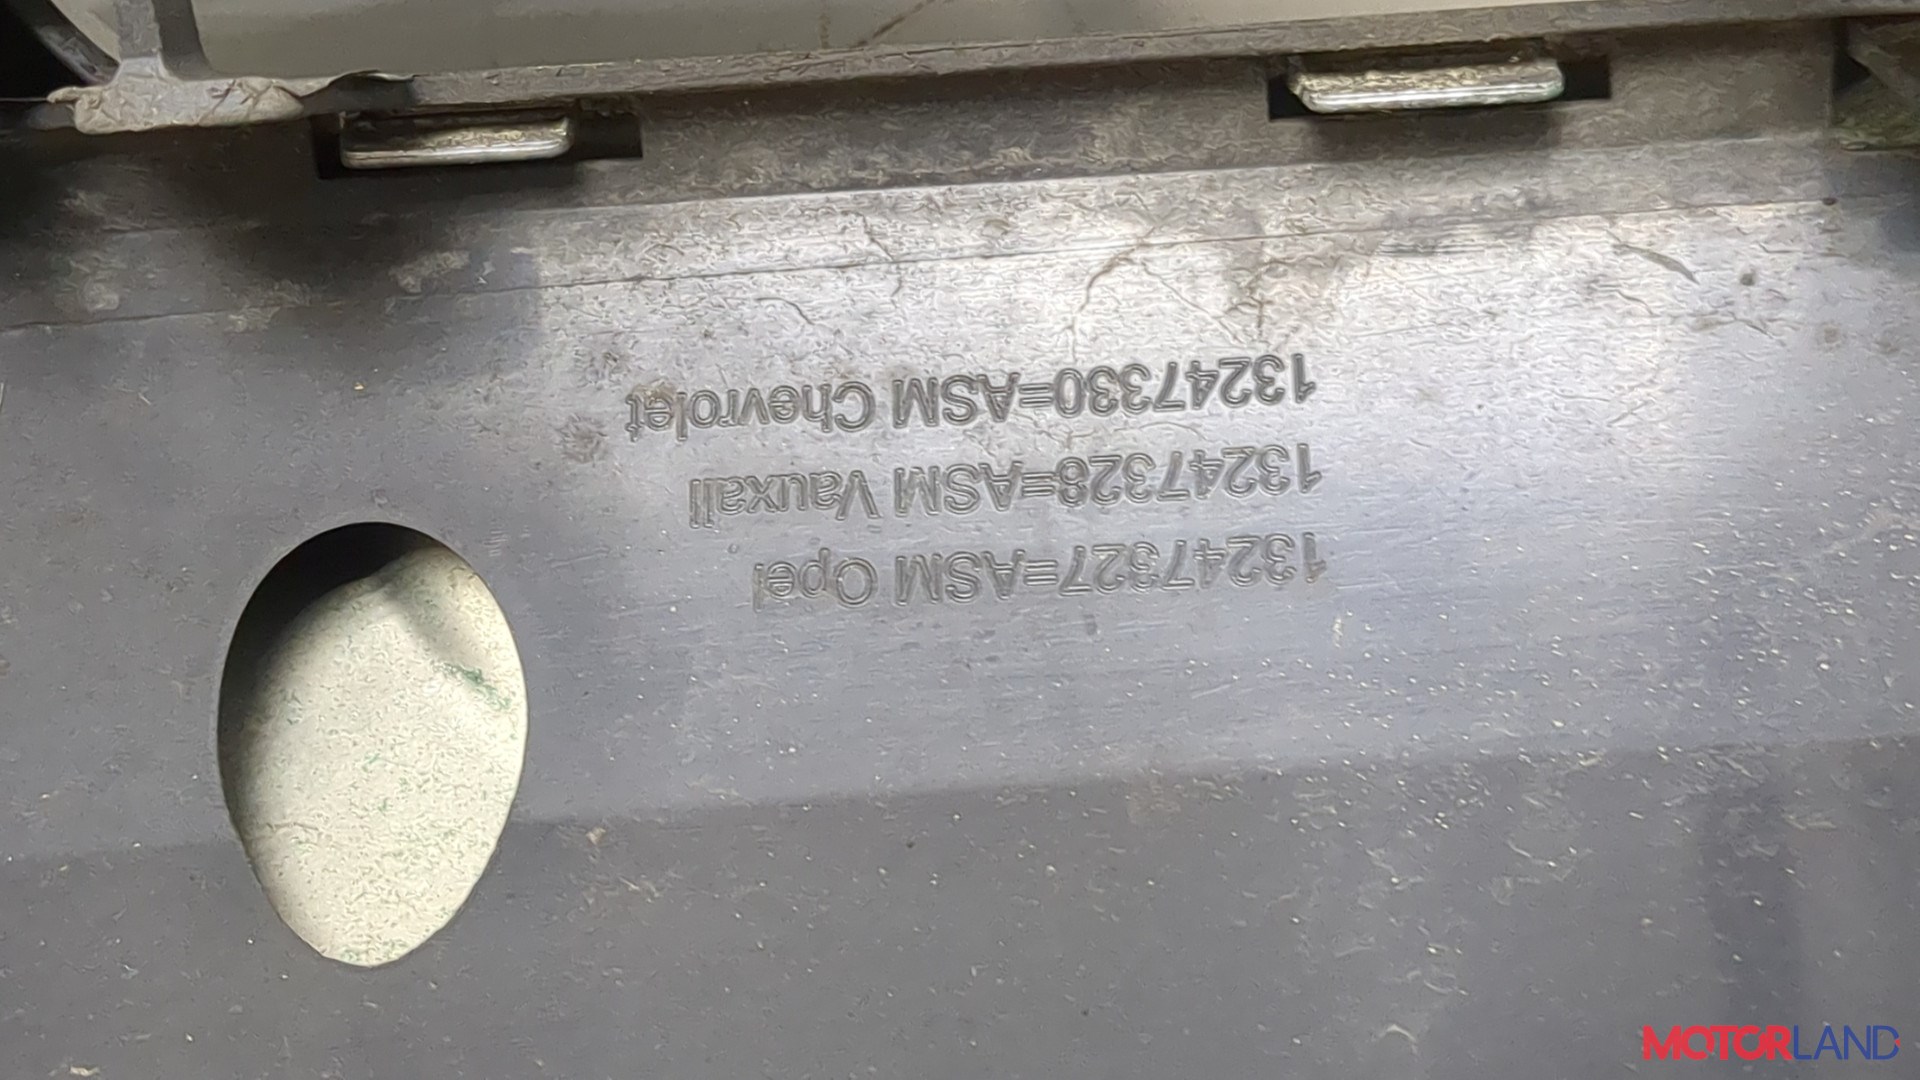 13247327=ASM Opel
13247328=ASM Vauxall
13247330=ASM Chevrolet
MOTORLAND